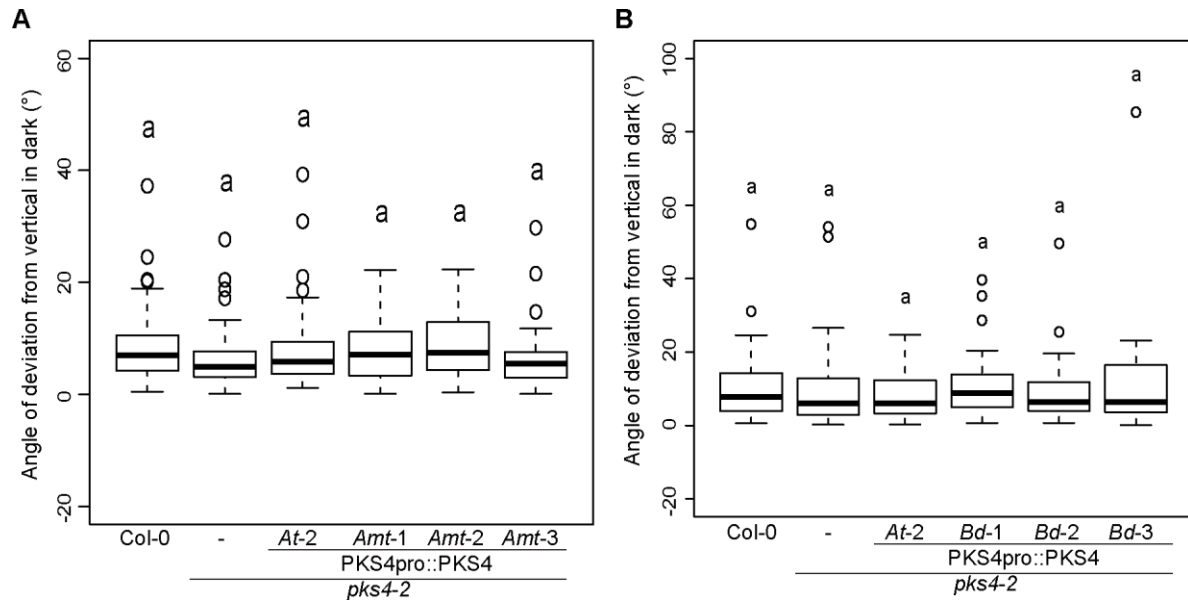 A
Angle of deviation from vertical in dark (°)
60
40
20
0
-20
a
a
a
a
a
a
Col-0
-
At-2
Amt-1
Amt-2
Amt-3
PKS4pro::PKS4
pks4-2
B
Angle of deviation from vertical in dark (°)
100
80
60
40
20
0
-20
a
a
a
a
a
a
Col-0
-
At-2
Bd-1
Bd-2
Bd-3
PKS4pro::PKS4
pks4-2